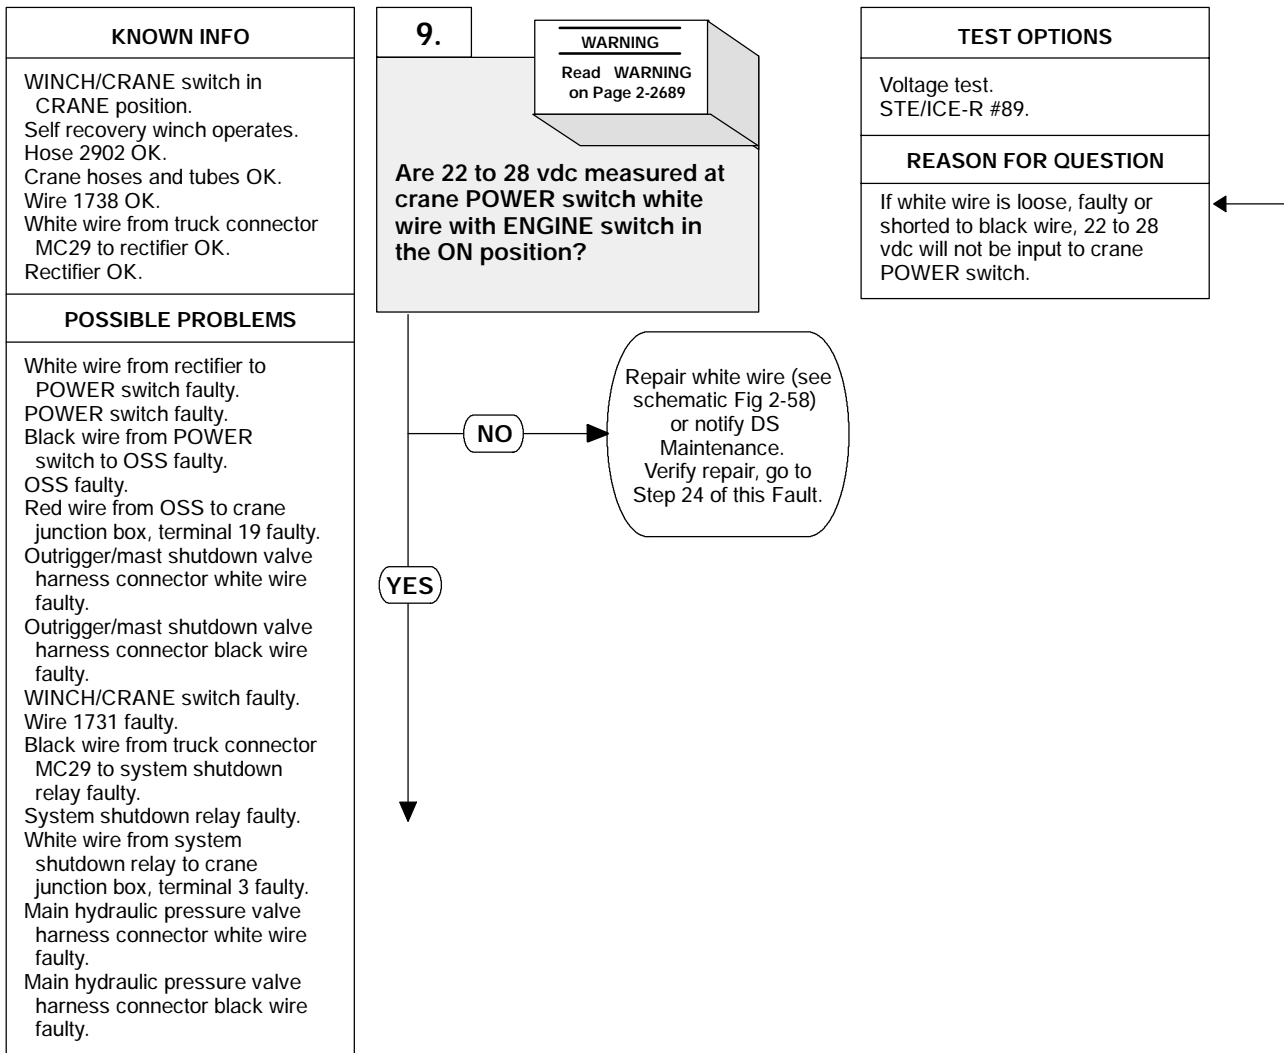 KNOWN INFO
WINCH/CRANE switch in
CRANE position.
Self recovery winch operates.
Hose 2902 OK.
Crane hoses and tubes OK.
Wire 1738 OK.
White wire from truck connector
MC29 to rectifier OK.
Rectifier OK.
POSSIBLE PROBLEMS
White wire from rectifier to
POWER switch faulty.
POWER switch faulty.
Black wire from POWER
switch to OSS faulty.
OSS faulty.
Red wire from OSS to crane
junction box, terminal 19 faulty.
Outrigger/mast shutdown valve
harness connector white wire
faulty.
Outrigger/mast shutdown valve
harness connector black wire
faulty.
WINCH/CRANE switch faulty.
Wire 1731 faulty.
Black wire from truck connector
MC29 to system shutdown
relay faulty.
System shutdown relay faulty.
White wire from system
shutdown relay to crane
junction box, terminal 3 faulty.
Main hydraulic pressure valve
harness connector white wire
faulty.
Main hydraulic pressure valve
harness connector black wire
faulty.
9.
WARNING
Read WARNING
on Page 2-2689
Are 22 to 28 vdc measured at
crane POWER switch white
wire with ENGINE switch in
the ON position?
NO
Repair white wire (see
schematic Fig 2-58)
or notify DS
Maintenance.
Verify repair, go to
Step 24 of this Fault.
YES
TEST OPTIONS
Voltage test.
STE/ICE-R #89.
REASON FOR QUESTION
If white wire is loose, faulty or
shorted to black wire, 22 to 28
vdc will not be input to crane
POWER switch.